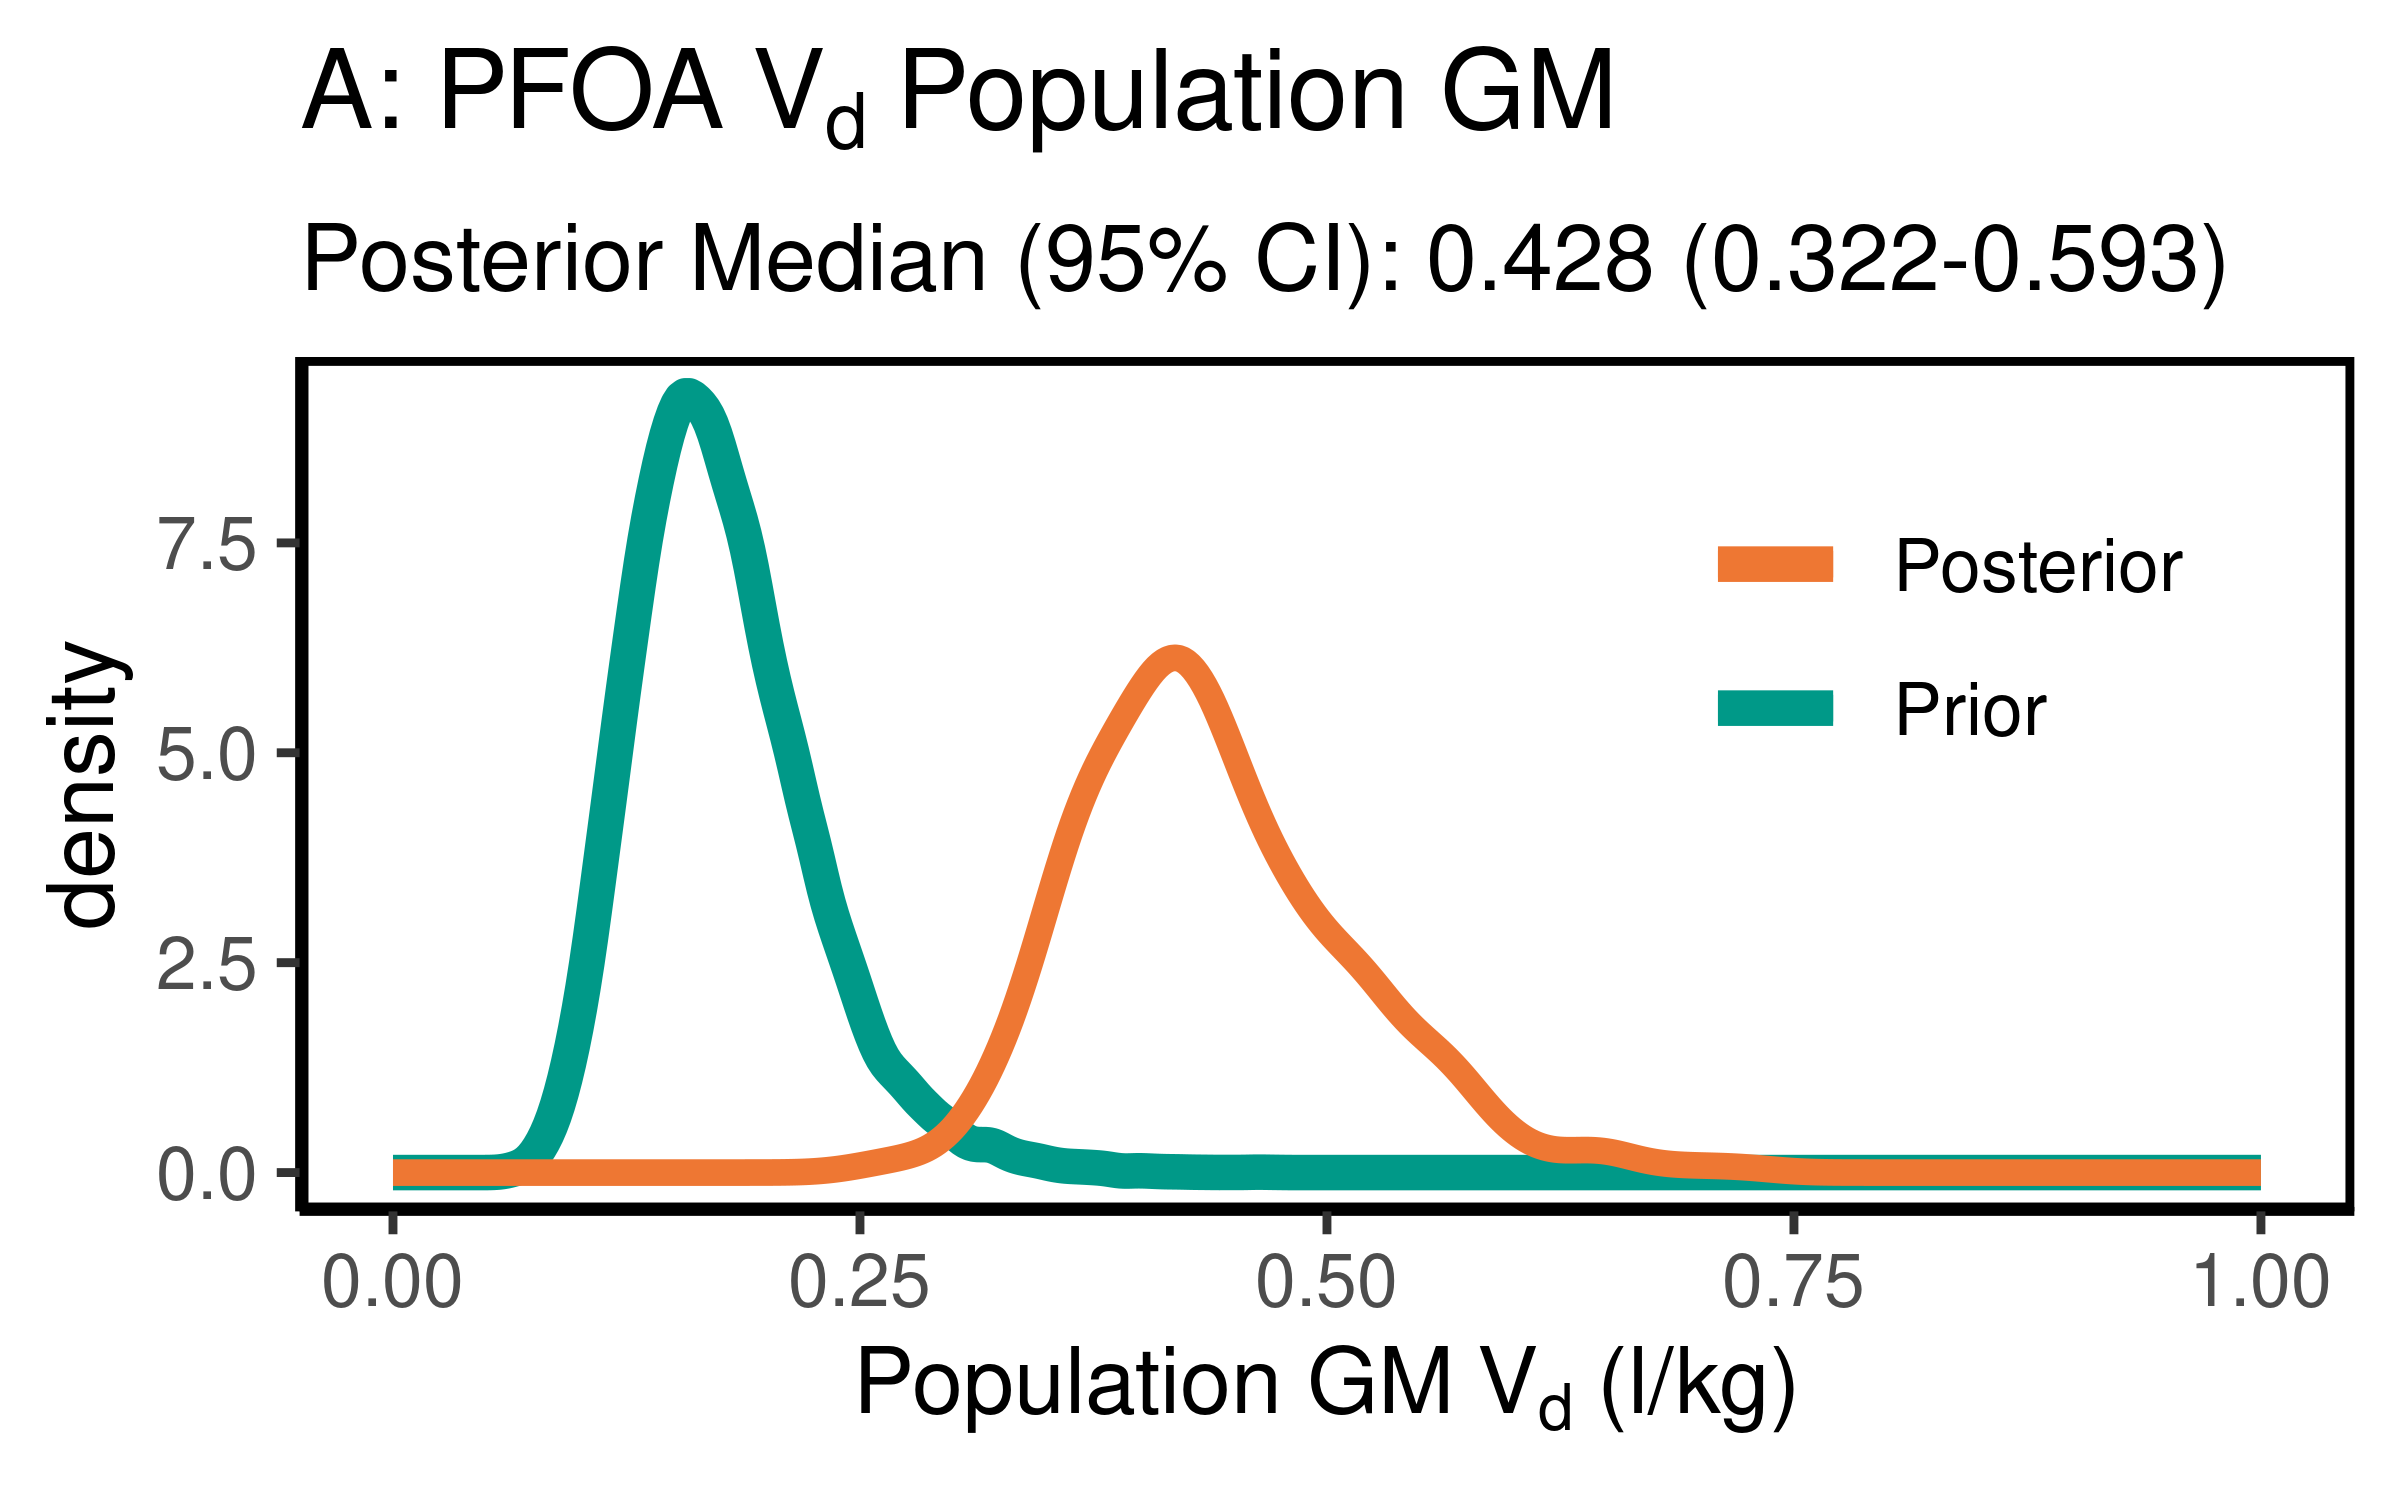 A: PFOA Vd Population GM
Posterior Median (95% CI): 0.428 (0.322-0.593)
density
7.5
5.0
2.5
0.0
Posterior
Prior
0.00 0.25 0.50 0.75 1.00
Population GM Vd (l/kg)